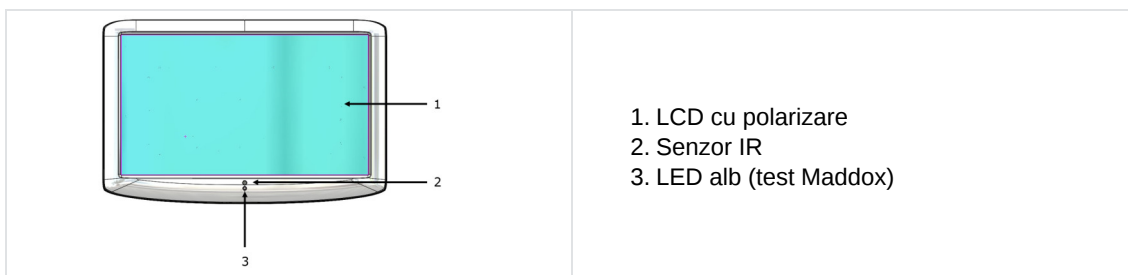 1
2
3
1. LCD cu polarizare
2. Senzor IR
3. LED alb (test Maddox)